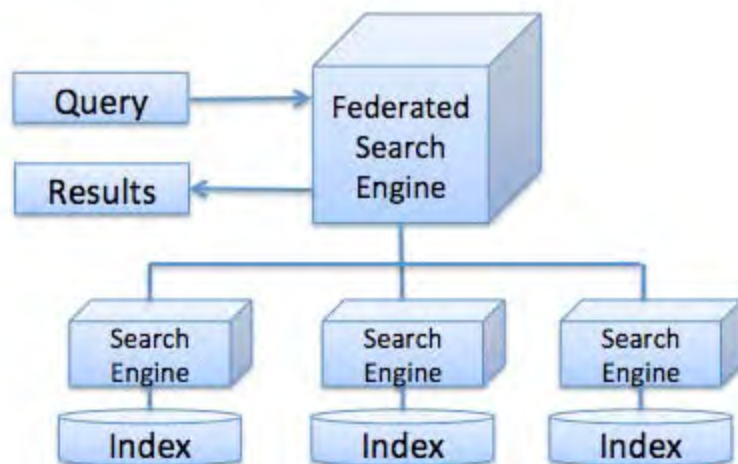 Query
Results
Federated
Search
Engine
Search
Engine
Index
Search
Engine
Index
Search
Engine
Index